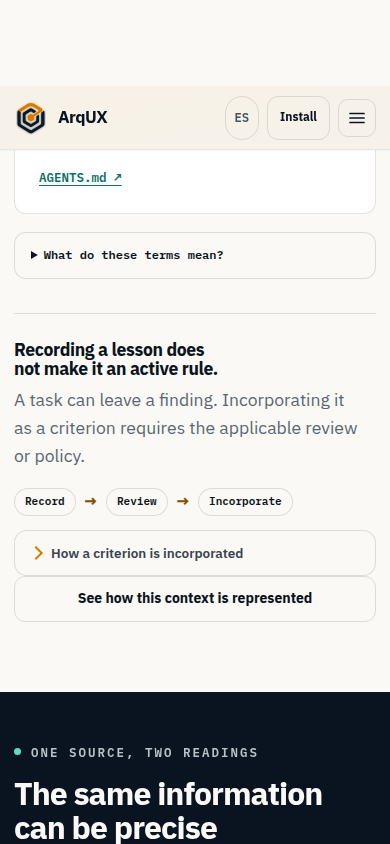 ArqUX
ES
Install
AGENTS.md ↗
What do these terms mean?
Recording a lesson does
not make it an active rule.
A task can leave a finding. Incorporating it
as a criterion requires the applicable review
or policy.
Record → Review → Incorporate
How a criterion is incorporated
See how this context is represented
ONE SOURCE, TWO READINGS
The same information
can be precise